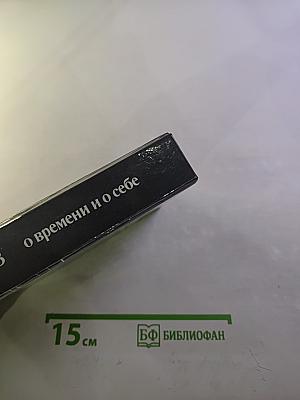 о времени и о себе
15 см
БФ БИБЛИОФАН